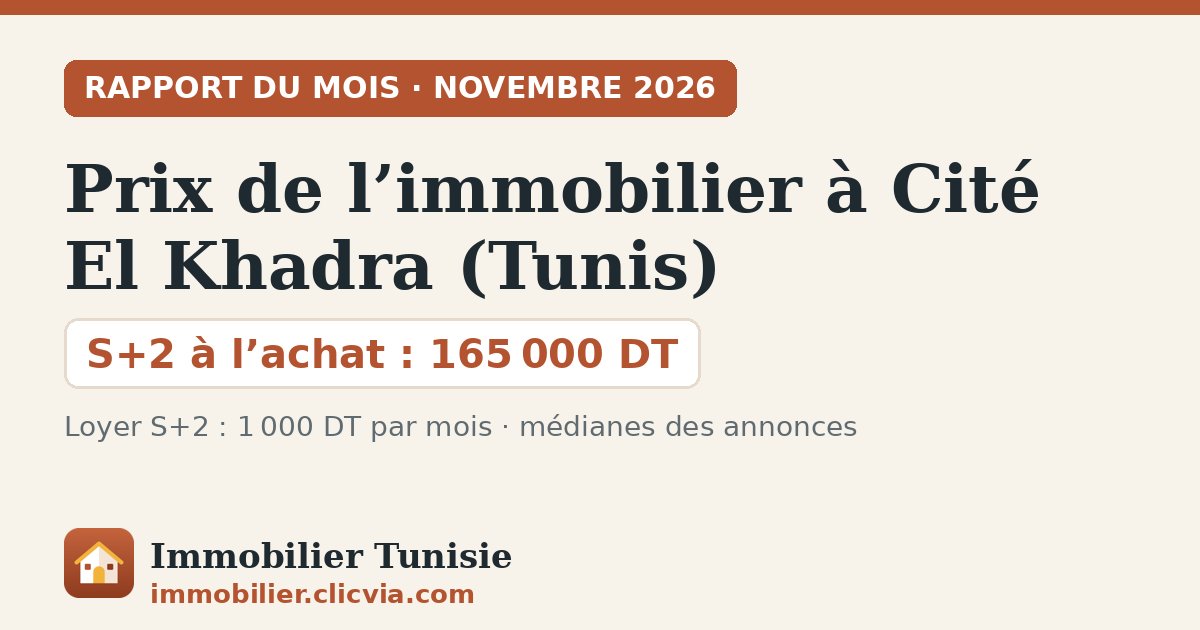 RAPPORT DU MOIS · NOVEMBRE 2026
Prix de l’immobilier à Cité
El Khadra (Tunis)
S+2 à l’achat : 165 000 DT
Loyer S+2 : 1 000 DT par mois · médianes des annonces
Immobilier Tunisie
immobilier.clicvia.com